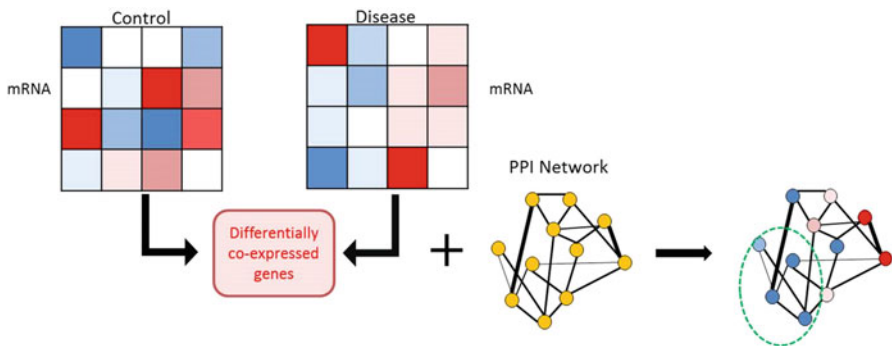 Control
Disease
mRNA
mRNA
PPI Network
Differentially
co-expressed
genes